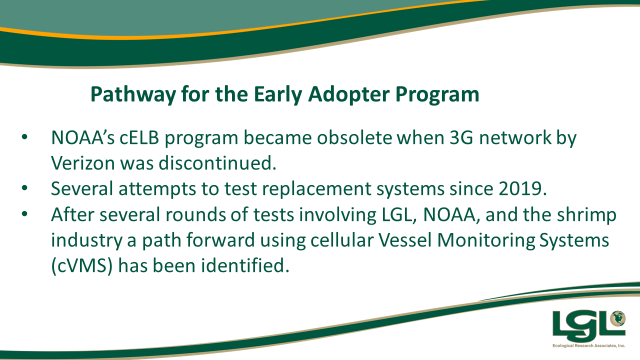 Pathway for the Early Adopter Program
• NOAA’s cELB program became obsolete when 3G network by
Verizon was discontinued.
• Several attempts to test replacement systems since 2019.
• After several rounds of tests involving LGL, NOAA, and the shrimp
industry a path forward using cellular Vessel Monitoring Systems
(cVMS) has been identified.
LGL
Ecological Research Associates, Inc.